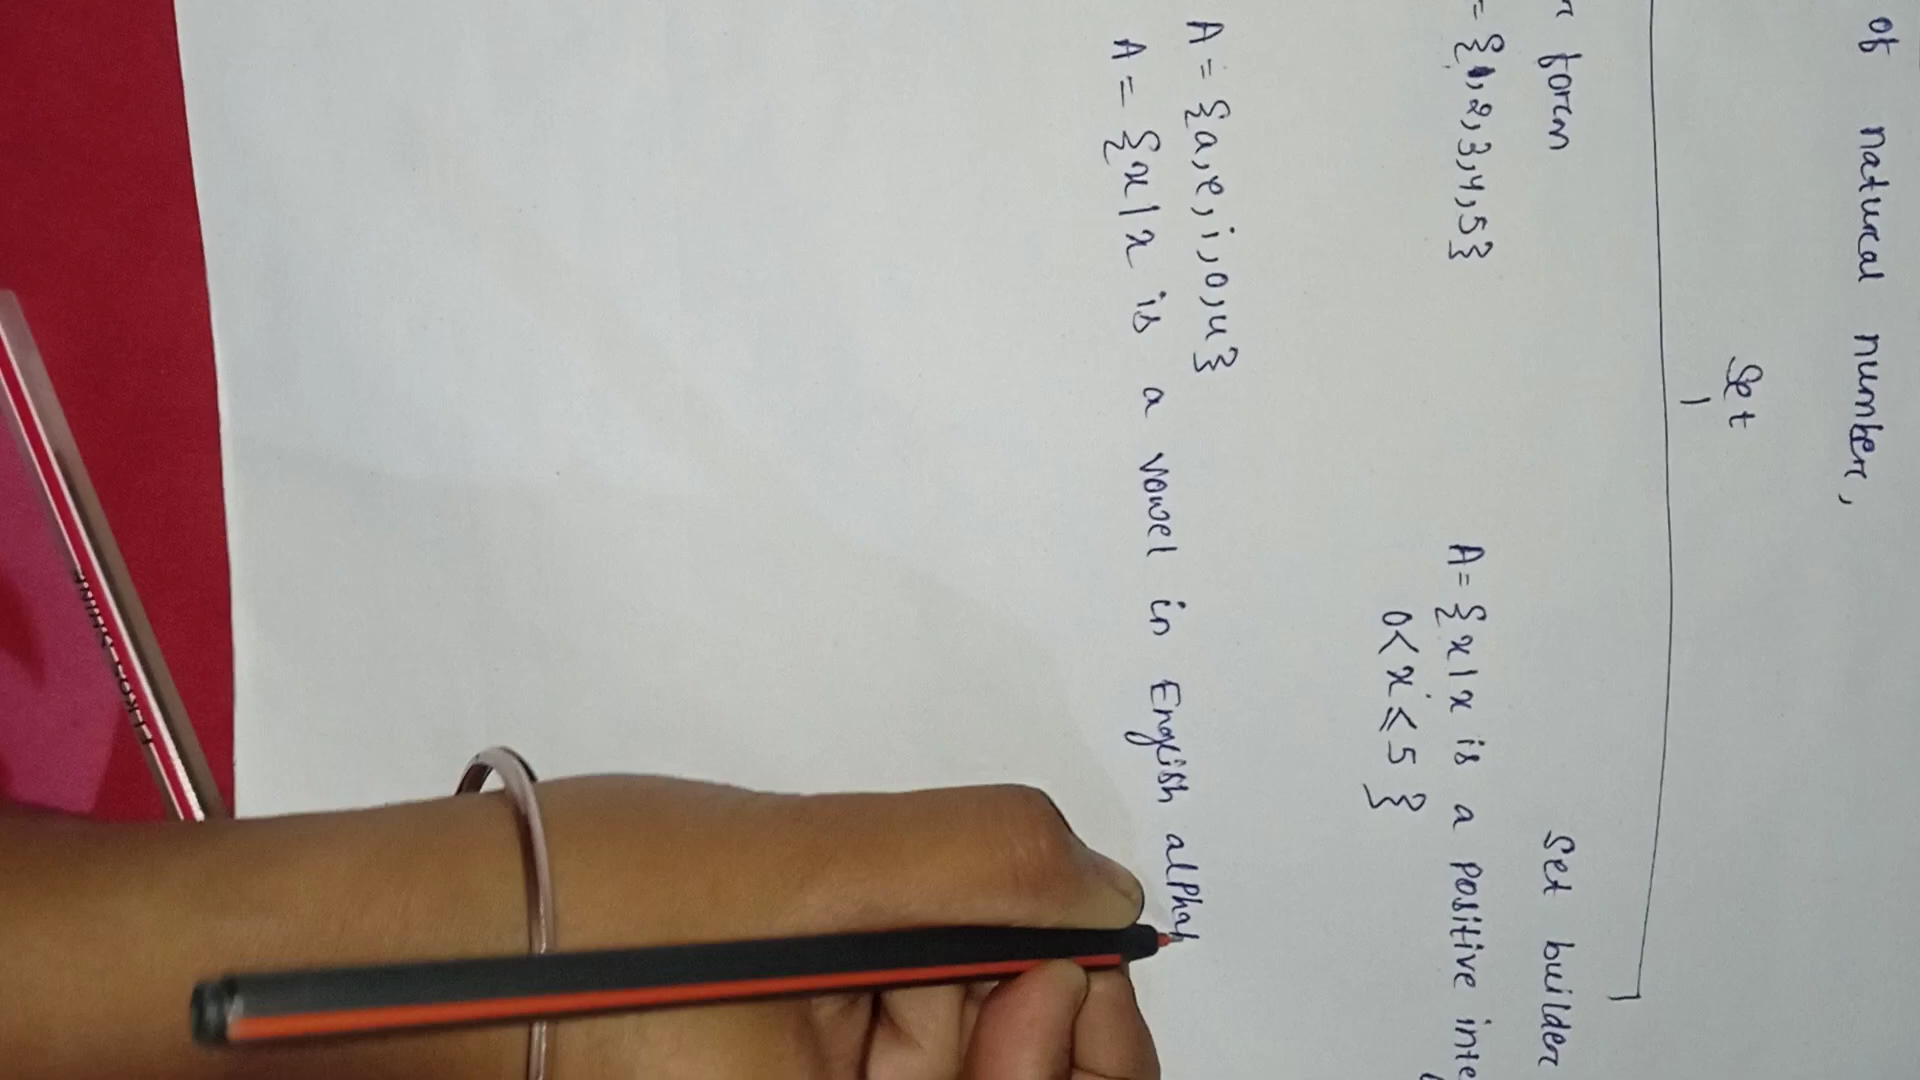 of natural number,
Set
form
Set builder
= {1, 2, 3, 4, 5}
A = {x | x is a positive inte
0 < x ≤ 5 }
A = {a, e, i, o, u}
A = {x | x is a vowel in English alphab